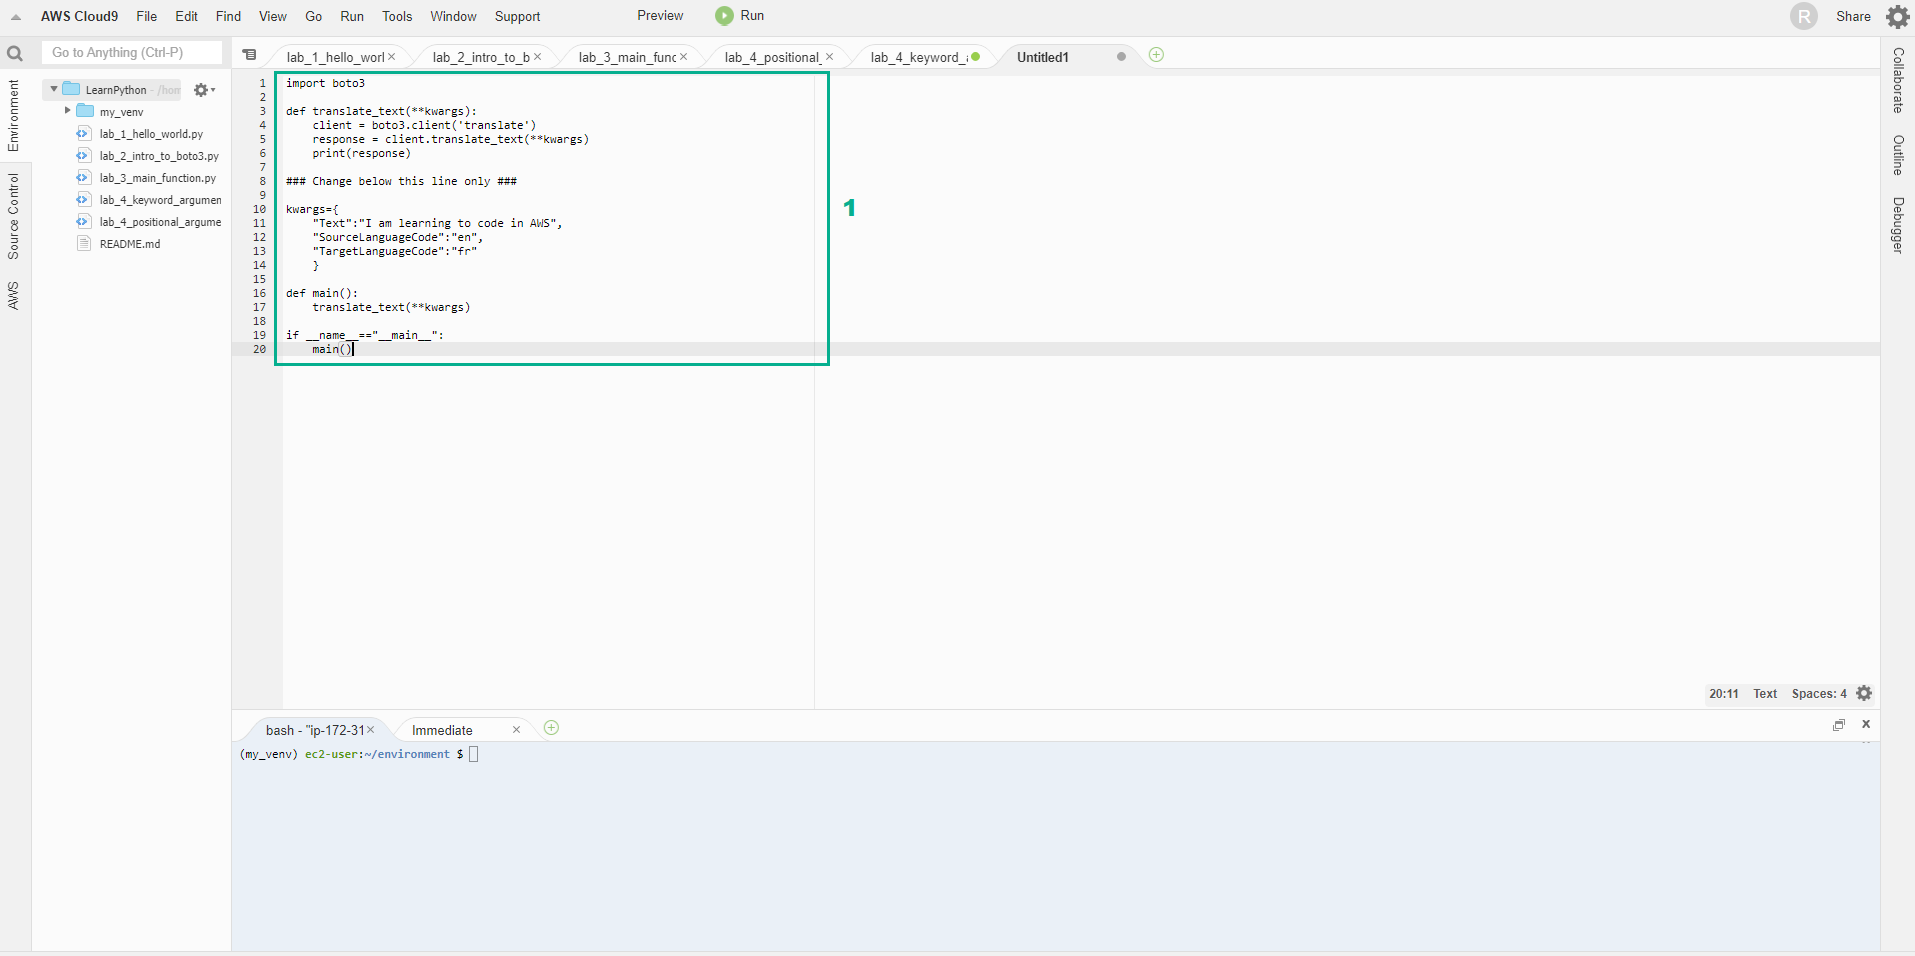 AWS Cloud9 File Edit Find View Go Run Tools Window Support Preview Run R Share
Go to Anything (Ctrl-P)
lab_1_hello_worl
lab_2_intro_to_b
lab_3_main_func
lab_4_positional_
lab_4_keyword_a
Untitled1
Environment
Source Control
AWS
LearnPython - /hom
my_venv
lab_1_hello_world.py
lab_2_intro_to_boto3.py
lab_3_main_function.py
lab_4_keyword_argumen
lab_4_positional_argume
README.md
1 import boto3
2
3 def translate_text(**kwargs):
4     client = boto3.client('translate')
5     response = client.translate_text(**kwargs)
6     print(response)
7
8 ### Change below this line only ###
9
10 kwargs={
11     "Text":"I am learning to code in AWS",
12     "SourceLanguageCode":"en",
13     "TargetLanguageCode":"fr"
14     }
15
16 def main():
17     translate_text(**kwargs)
18
19 if __name__=="__main__":
20     main()
1
20:11 Text Spaces: 4
Collaborate
Outline
Debugger
bash - "ip-172-31
Immediate
(my_venv) ec2-user:~/environment $